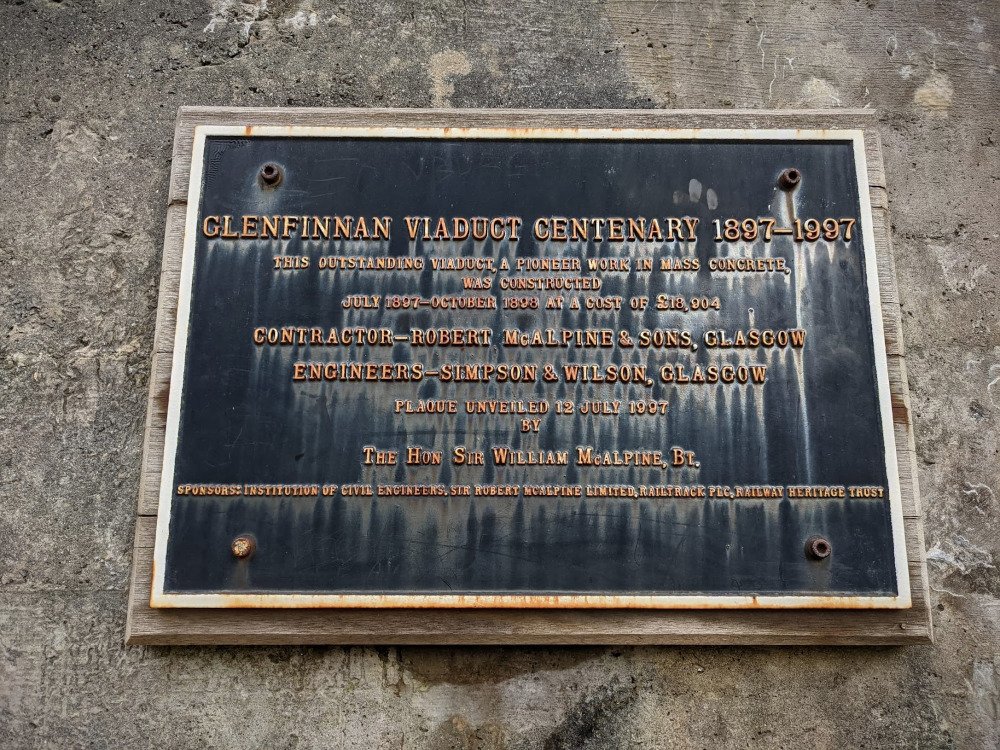 GLENFINNAN VIADUCT CENTENARY 1897–1997
THIS OUTSTANDING VIADUCT, A PIONEER WORK IN MASS CONCRETE,
WAS CONSTRUCTED
JULY 1897–OCTOBER 1898 AT A COST OF £18,904
CONTRACTOR–ROBERT McALPINE & SONS, GLASGOW
ENGINEERS–SIMPSON & WILSON, GLASGOW
PLAQUE UNVEILED 12 JULY 1997
BY
THE HON SIR WILLIAM McALPINE, BT.
SPONSORS: INSTITUTION OF CIVIL ENGINEERS, SIR ROBERT MCALPINE LIMITED, RAILTRACK PLC, RAILWAY HERITAGE TRUST